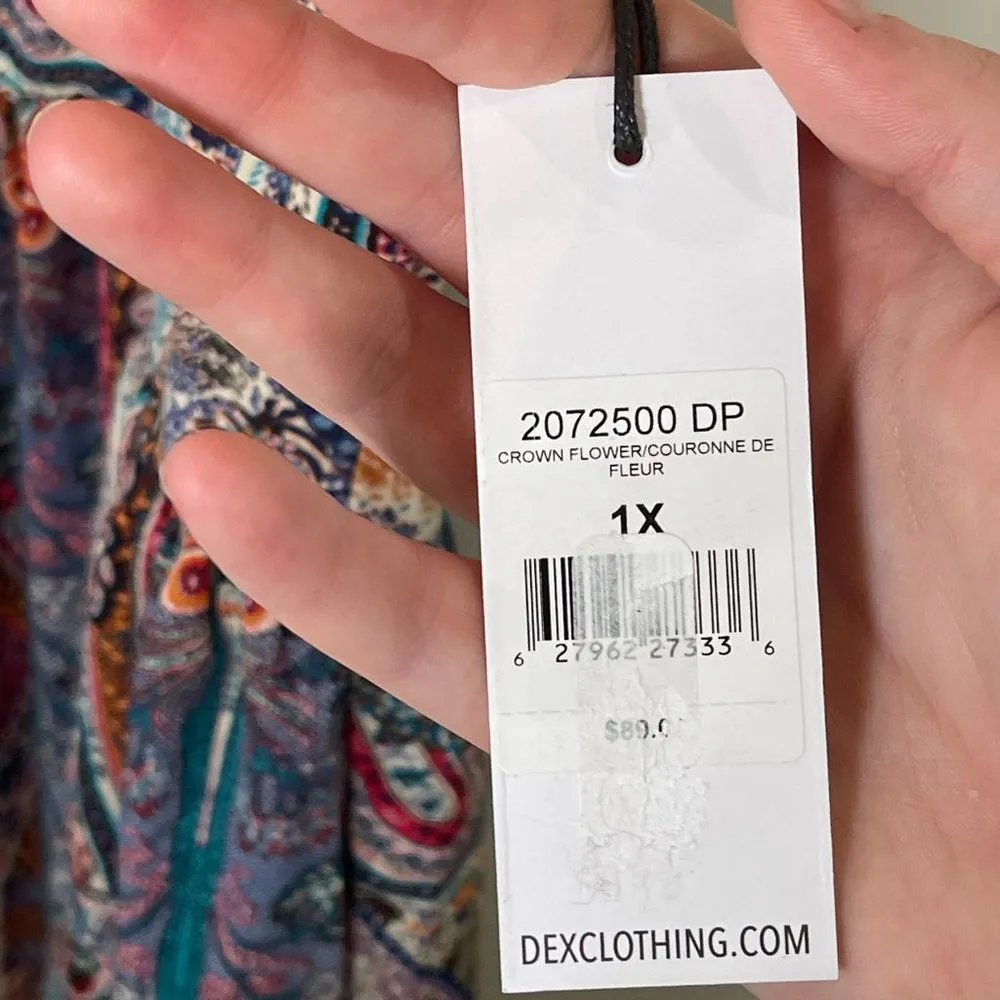 2072500 DP
CROWN FLOWER/COURONNE DE
FLEUR
1X
6 27962 27333 6
DEXCLOTHING.COM